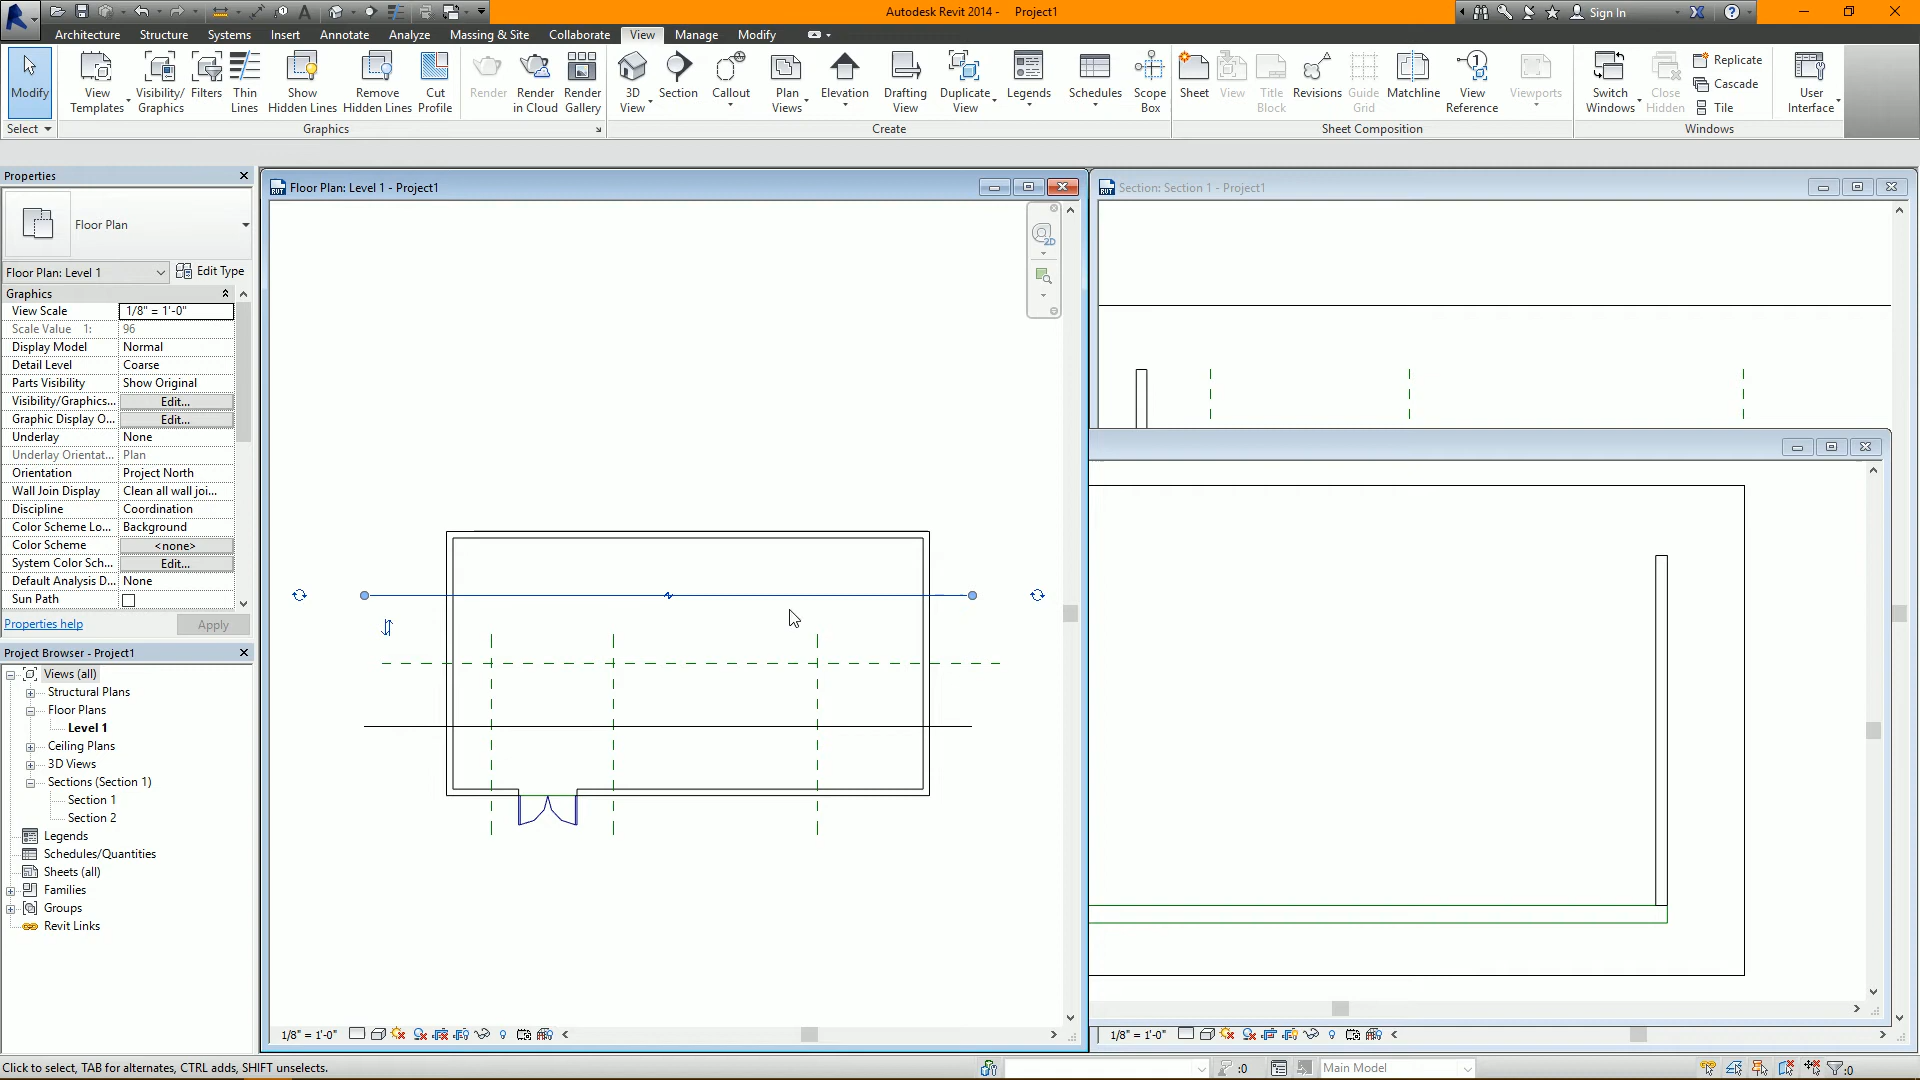 Autodesk Revit 2014 - Project1
Sign In
Architecture Structure Systems Insert Annotate Analyze Massing & Site Collaborate View Manage Modify
Modify
View Templates
Visibility/ Graphics
Filters
Thin Lines
Show Hidden Lines
Remove Hidden Lines
Cut Profile
Render
Render in Cloud
Render Gallery
3D View
Section
Callout
Plan Views
Elevation
Drafting View
Duplicate View
Legends
Schedules
Scope Box
Sheet
View
Title Block
Revisions
Guide Grid
Matchline
View Reference
Viewports
Switch Windows
Close Hidden
Replicate
Cascade
Tile
User Interface
Select
Graphics
Create
Sheet Composition
Windows
Properties
Floor Plan
Floor Plan: Level 1
Edit Type
Graphics
View Scale 1/8" = 1'-0"
Scale Value 1: 96
Display Model Normal
Detail Level Coarse
Parts Visibility Show Original
Visibility/Graphics... Edit...
Graphic Display O... Edit...
Underlay None
Underlay Orientat... Plan
Orientation Project North
Wall Join Display Clean all wall joi...
Discipline Coordination
Color Scheme Lo... Background
Color Scheme <none>
System Color Sch... Edit...
Default Analysis D... None
Sun Path
Properties help
Apply
Project Browser - Project1
Views (all)
Structural Plans
Floor Plans
Level 1
Ceiling Plans
3D Views
Sections (Section 1)
Section 1
Section 2
Legends
Schedules/Quantities
Sheets (all)
Families
Groups
Revit Links
Floor Plan: Level 1 - Project1
2D
1/8" = 1'-0"
Section: Section 1 - Project1
1/8" = 1'-0"
Click to select, TAB for alternates, CTRL adds, SHIFT unselects.
:0
Main Model
:0